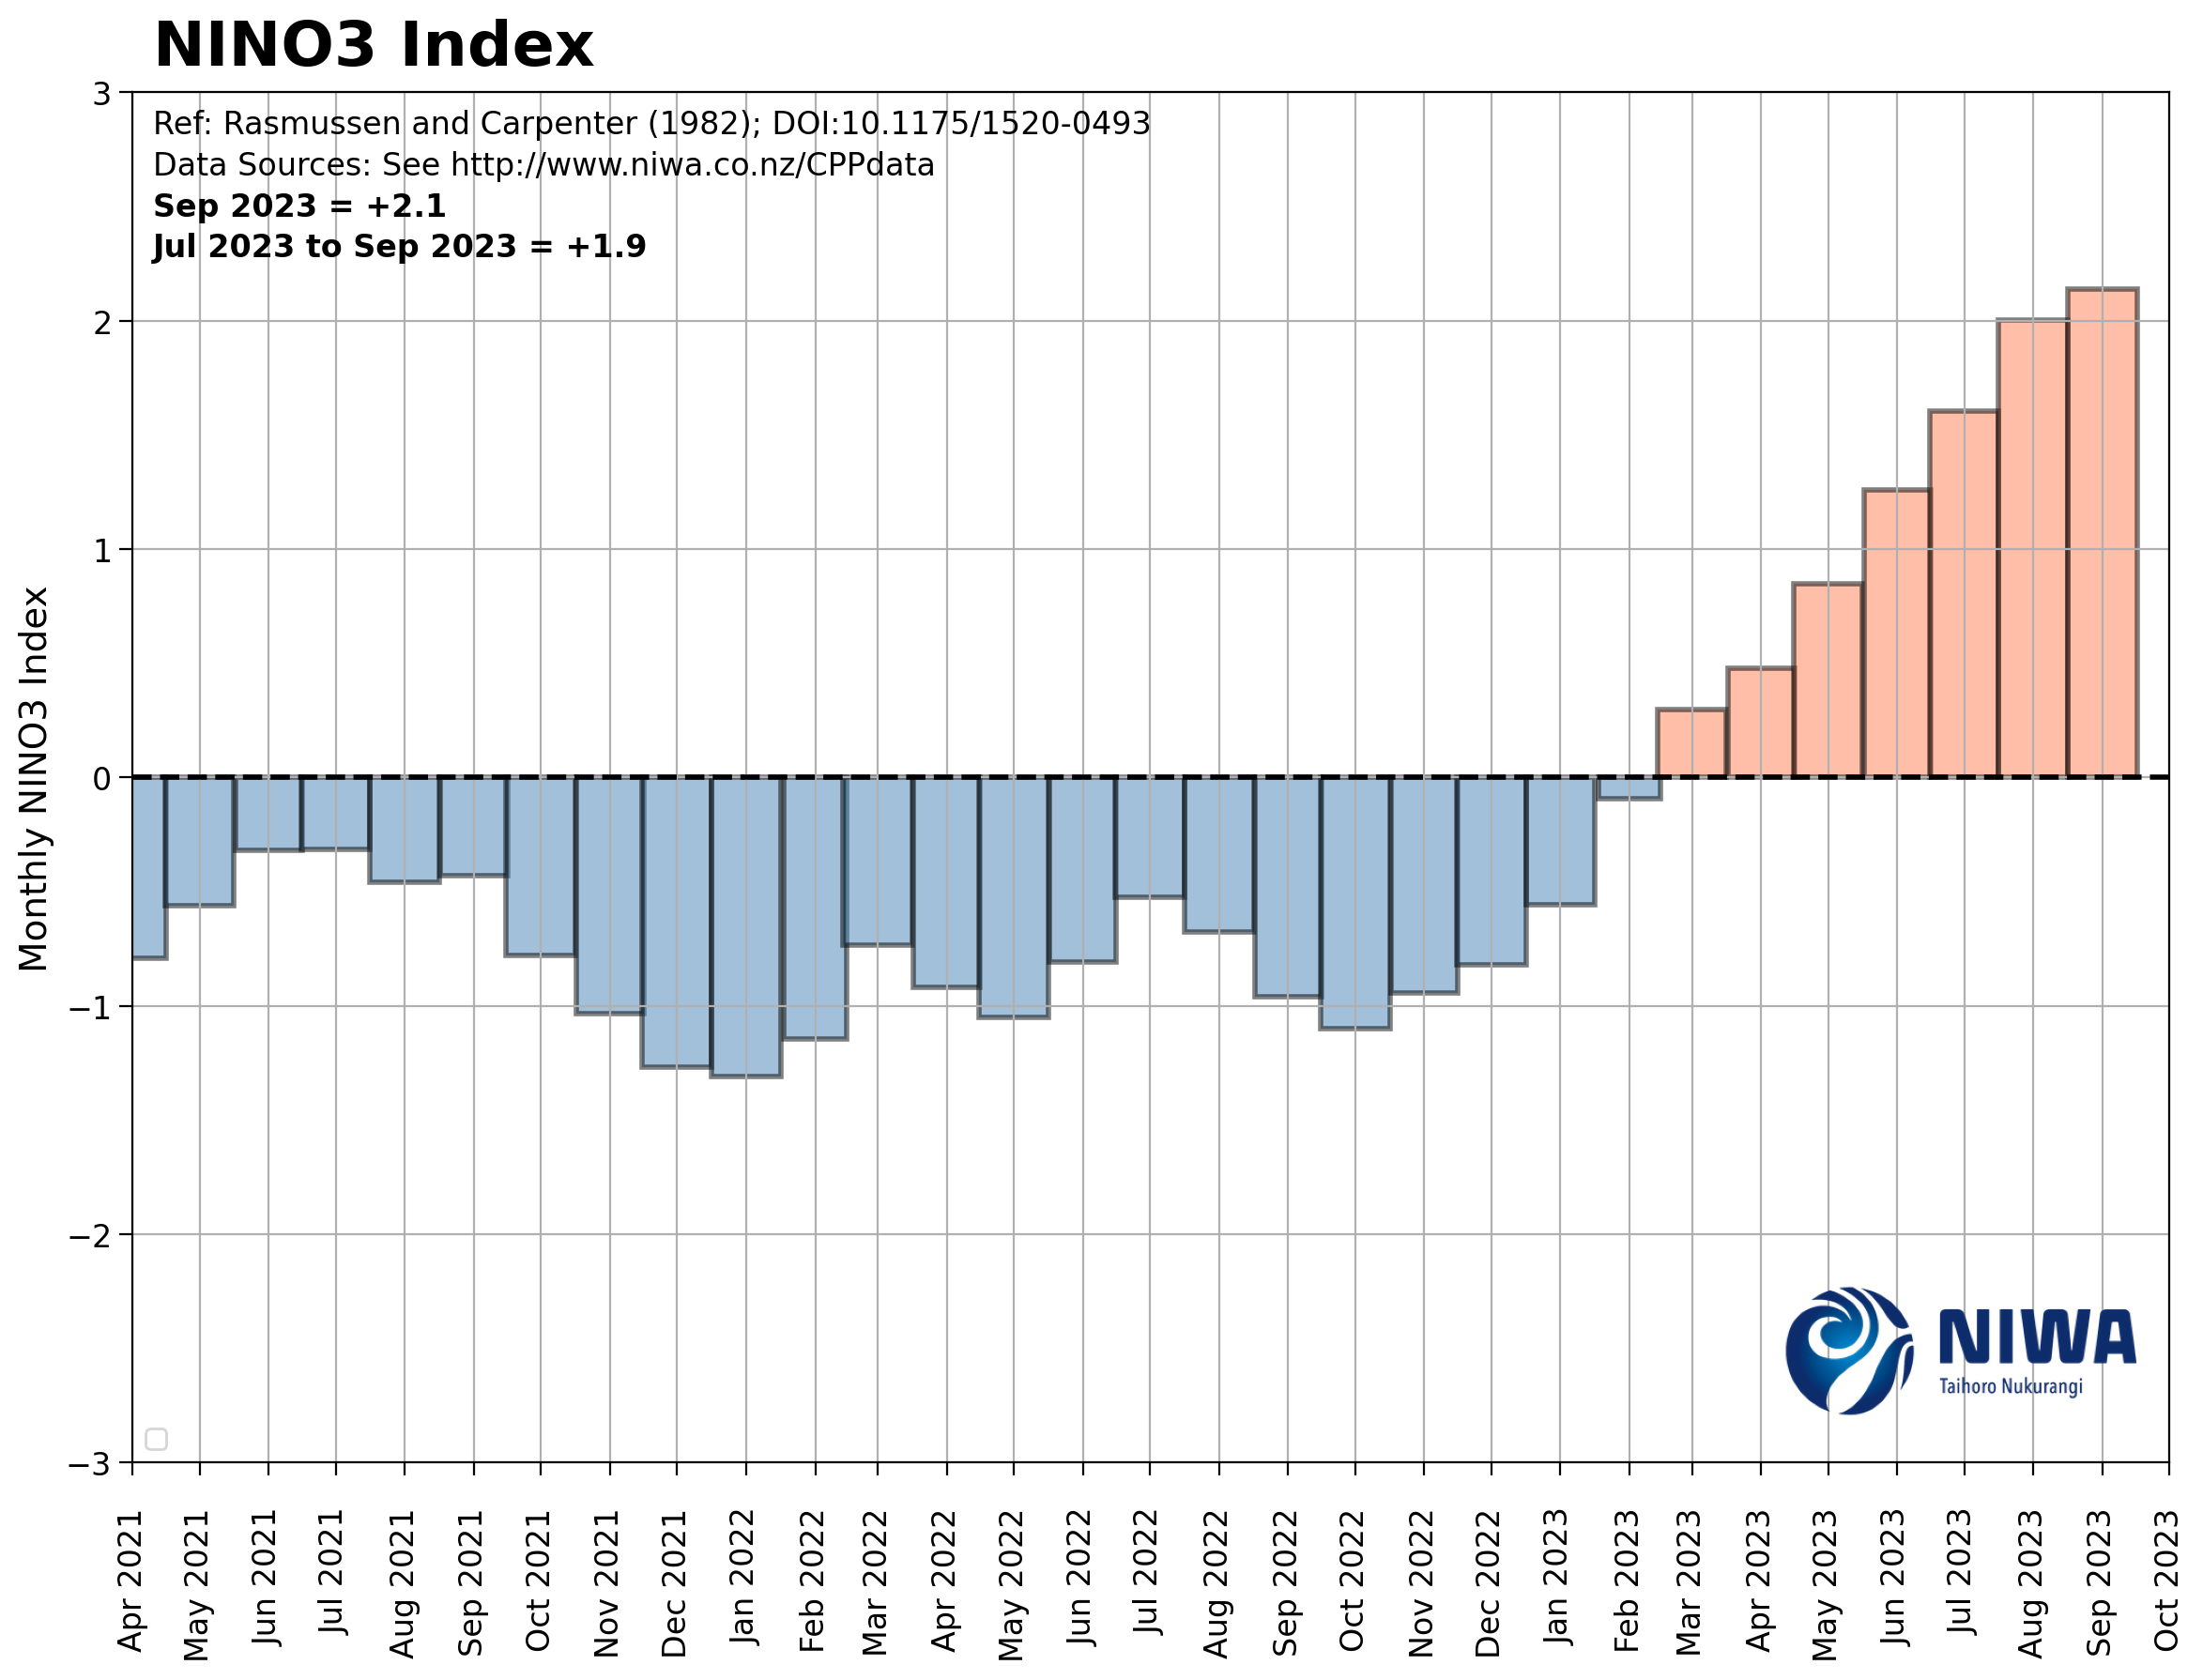 NINO3 Index
Ref: Rasmussen and Carpenter (1982); DOI:10.1175/1520-0493
Data Sources: See http://www.niwa.co.nz/CPPdata
Sep 2023 = +2.1
Jul 2023 to Sep 2023 = +1.9
Monthly NINO3 Index
3
2
1
0
−1
−2
−3
NIWA
Taihoro Nukurangi
Apr 2021
May 2021
Jun 2021
Jul 2021
Aug 2021
Sep 2021
Oct 2021
Nov 2021
Dec 2021
Jan 2022
Feb 2022
Mar 2022
Apr 2022
May 2022
Jun 2022
Jul 2022
Aug 2022
Sep 2022
Oct 2022
Nov 2022
Dec 2022
Jan 2023
Feb 2023
Mar 2023
Apr 2023
May 2023
Jun 2023
Jul 2023
Aug 2023
Sep 2023
Oct 2023